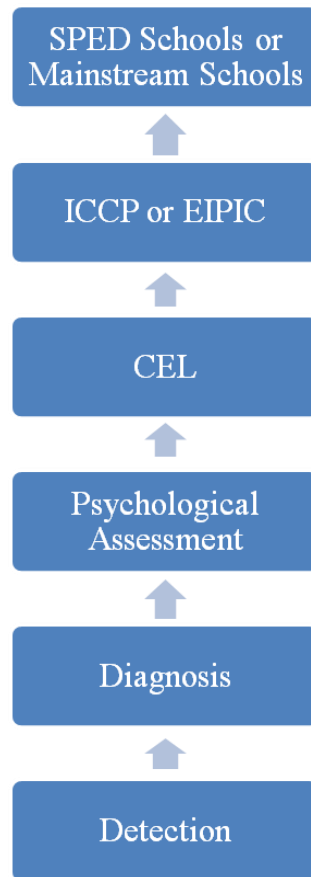 SPED Schools or
Mainstream Schools
ICCP or EIPIC
CEL
Psychological
Assessment
Diagnosis
Detection